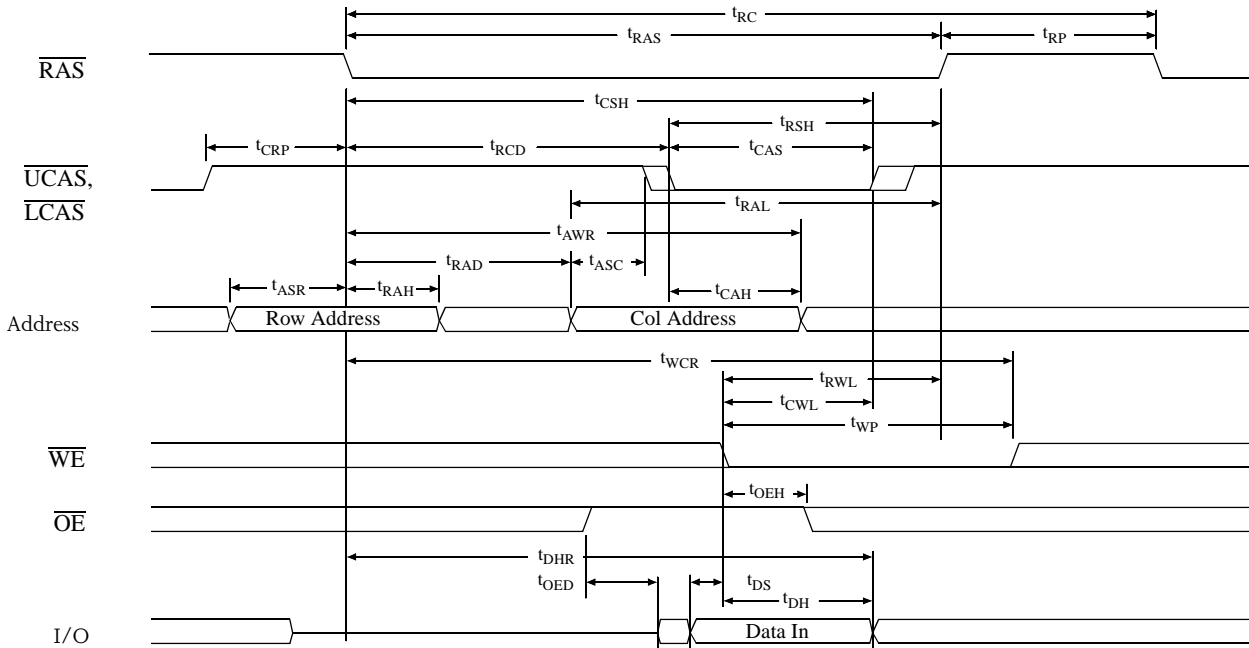 tRC
tRAS
tRP
RAS
tCSH
tRSH
tCRP
tRCD
tCAS
UCAS,
LCAS
tRAL
tAWR
tRAD
tASC
tASR
tRAH
tCAH
Address
Row Address
Col Address
tWCR
tRWL
tCWL
tWP
WE
tOEH
OE
tDHR
tOED
tDS
tDH
I/O
Data In